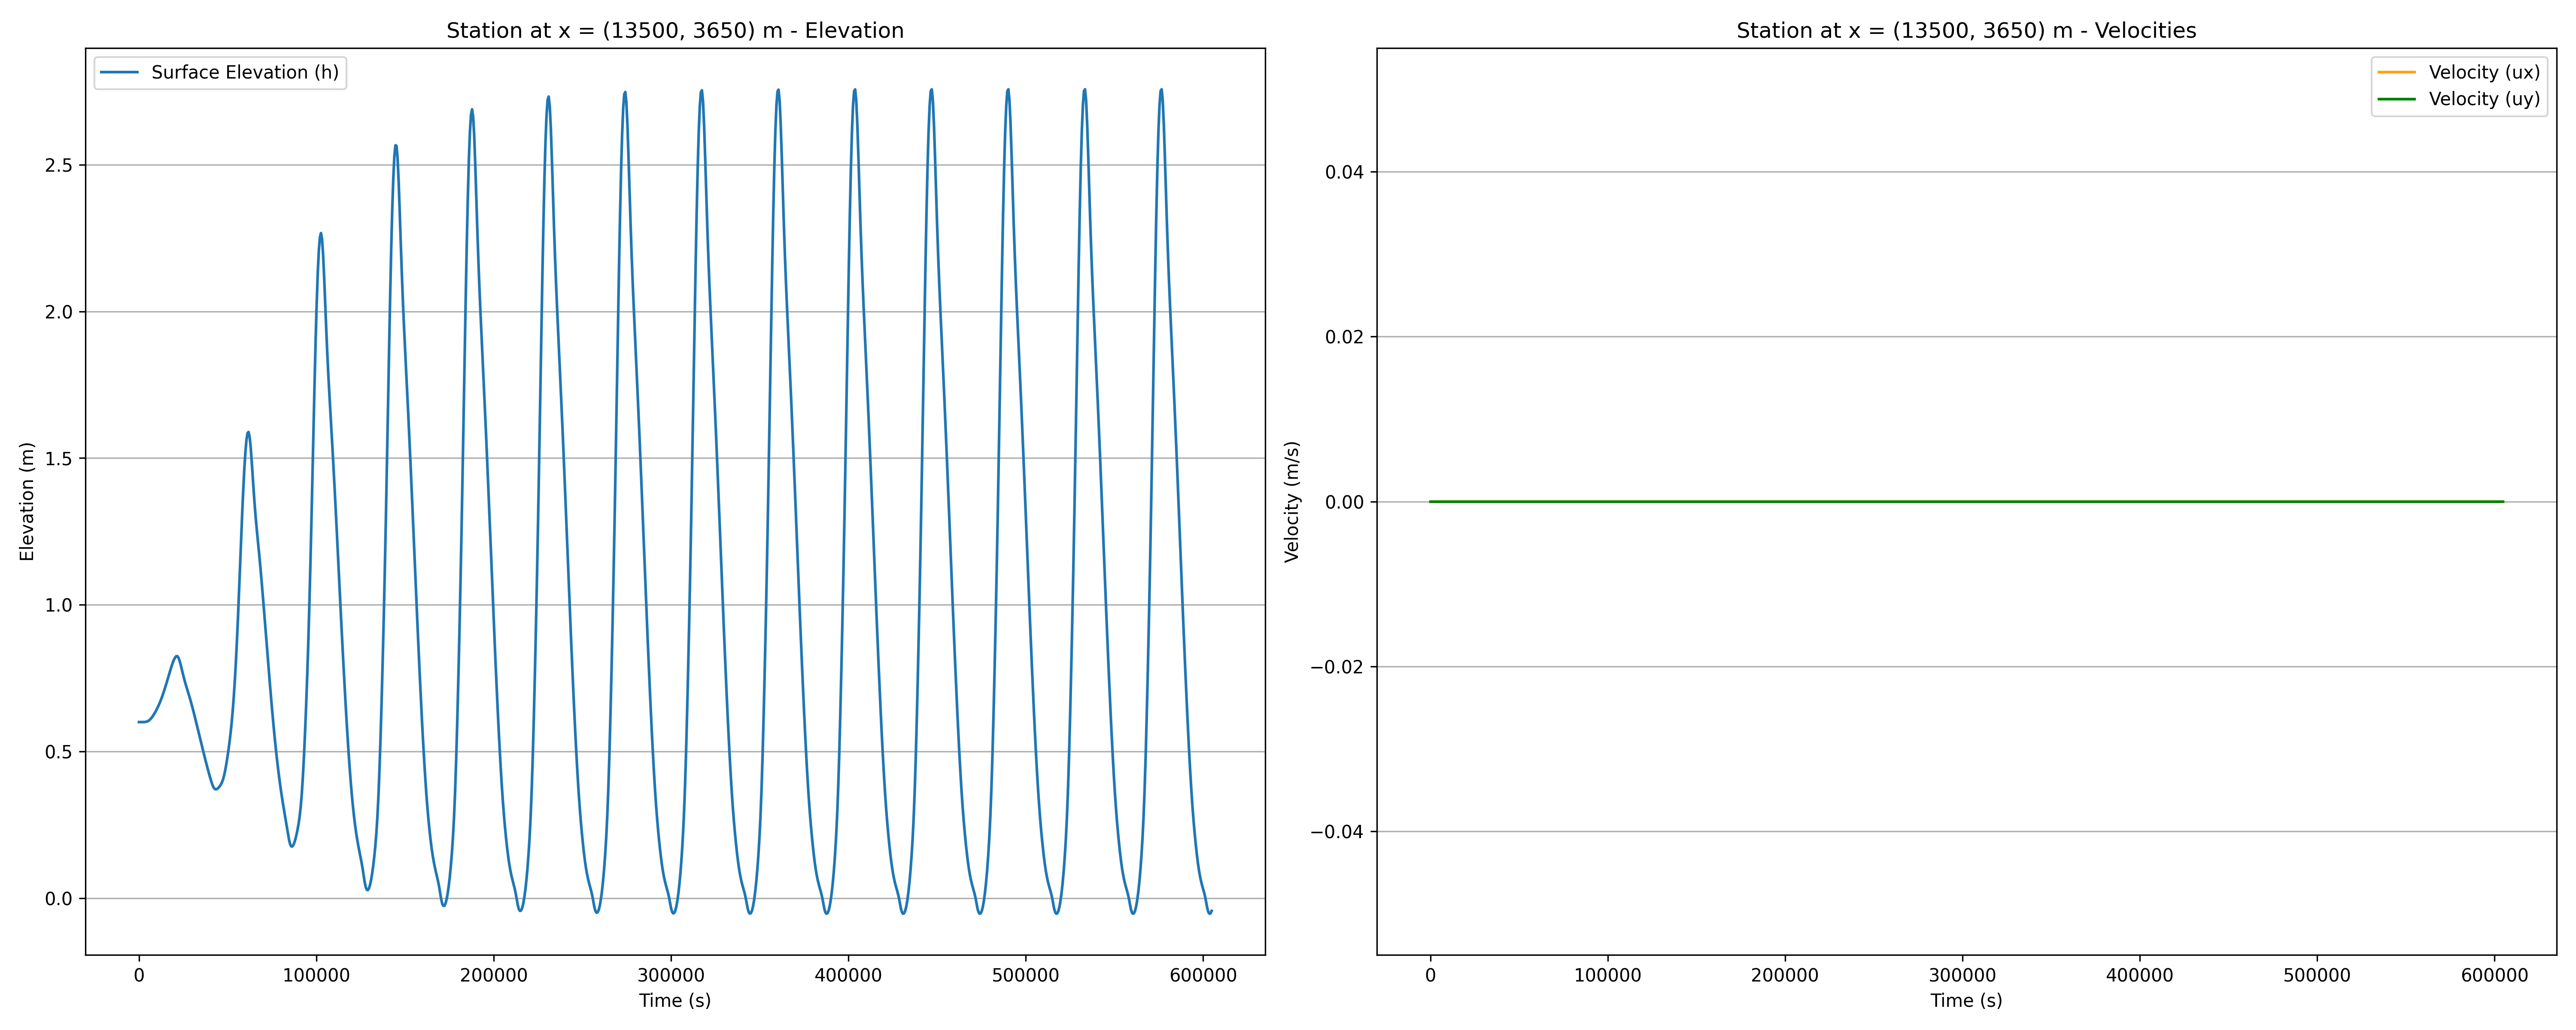 Station at x = (13500, 3650) m - Elevation
Surface Elevation (h)
Elevation (m)
2.5
2.0
1.5
1.0
0.5
0.0
0 100000 200000 300000 400000 500000 600000
Time (s)
Station at x = (13500, 3650) m - Velocities
Velocity (ux)
Velocity (uy)
Velocity (m/s)
0.04
0.02
0.00
−0.02
−0.04
0 100000 200000 300000 400000 500000 600000
Time (s)